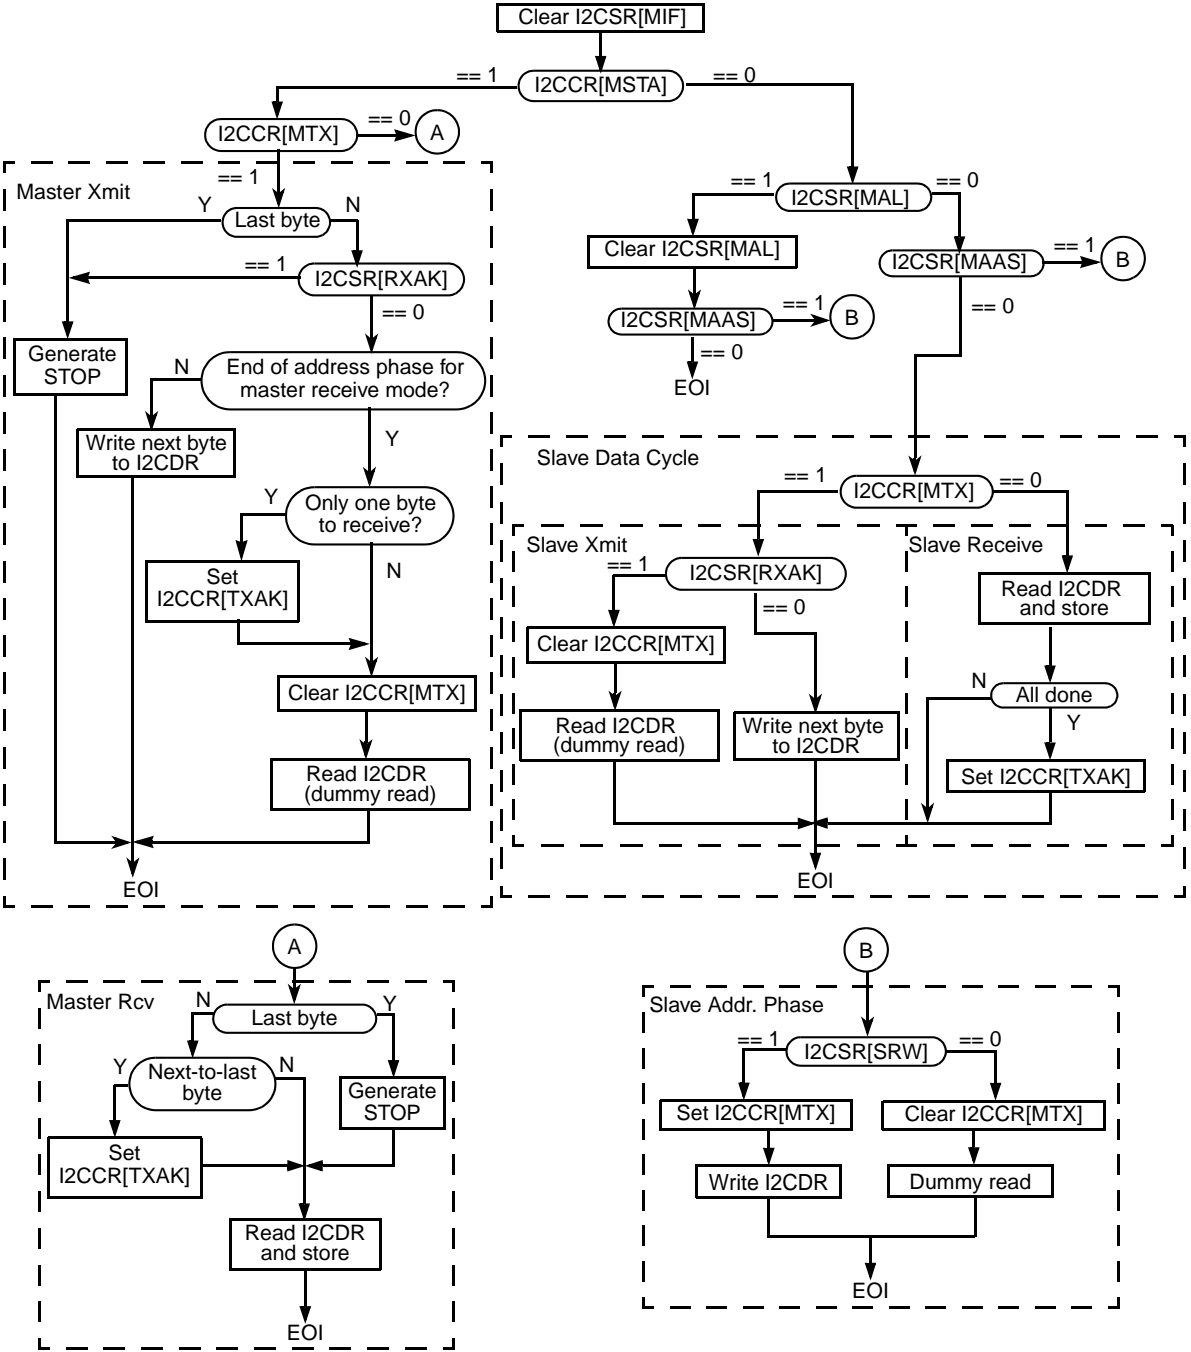 Clear I2CSR[MIF]
== 1
I2CCR[MSTA]
== 0
I2CCR[MTX]
== 0
A
== 1
Master Xmit
Y
Last byte
N
== 1
I2CSR[RXAK]
== 0
Generate
STOP
N
End of address phase for
master receive mode?
Write next byte
to I2CDR
Y
Y
Only one byte
to receive?
N
Set
I2CCR[TXAK]
Clear I2CCR[MTX]
Read I2CDR
(dummy read)
EOI
== 1
I2CSR[MAL]
== 0
Clear I2CSR[MAL]
I2CSR[MAAS]
== 1
B
== 0
EOI
I2CSR[MAAS]
== 1
B
== 0
Slave Data Cycle
== 1
I2CCR[MTX]
== 0
Slave Xmit
== 1
I2CSR[RXAK]
== 0
Clear I2CCR[MTX]
Read I2CDR
(dummy read)
Write next byte
to I2CDR
Slave Receive
Read I2CDR
and store
N
All done
Y
Set I2CCR[TXAK]
EOI
A
Master Rcv
N
Last byte
Y
Y
Next-to-last
byte
N
Generate
STOP
Set
I2CCR[TXAK]
Read I2CDR
and store
EOI
B
Slave Addr. Phase
== 1
I2CSR[SRW]
== 0
Set I2CCR[MTX]
Clear I2CCR[MTX]
Write I2CDR
Dummy read
EOI